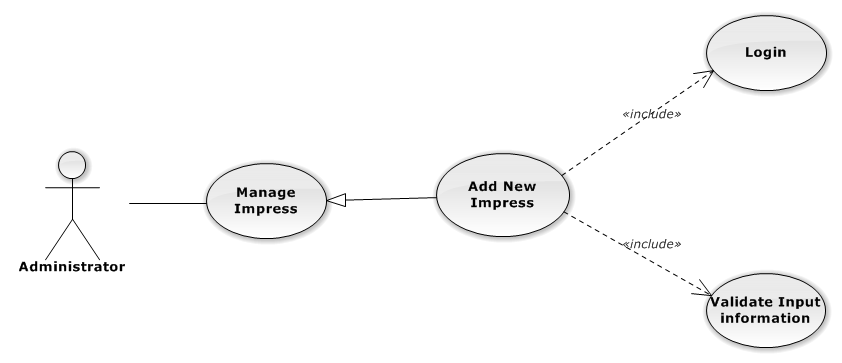 Login
«include»
Manage
Impress
Add New
Impress
«include»
Administrator
Validate Input
information